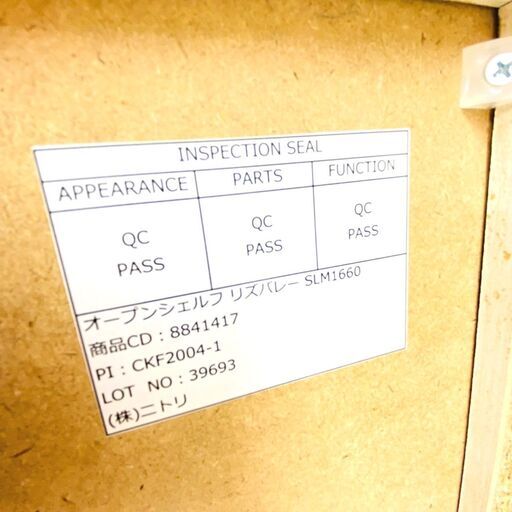 INSPECTION SEAL
APPEARANCE PARTS FUNCTION
QC PASS QC PASS QC PASS
オープンシェルフ リズバレー SLM1660
商品CD：8841417
PI：CKF2004-1
LOT NO：39693
(株)ニトリ